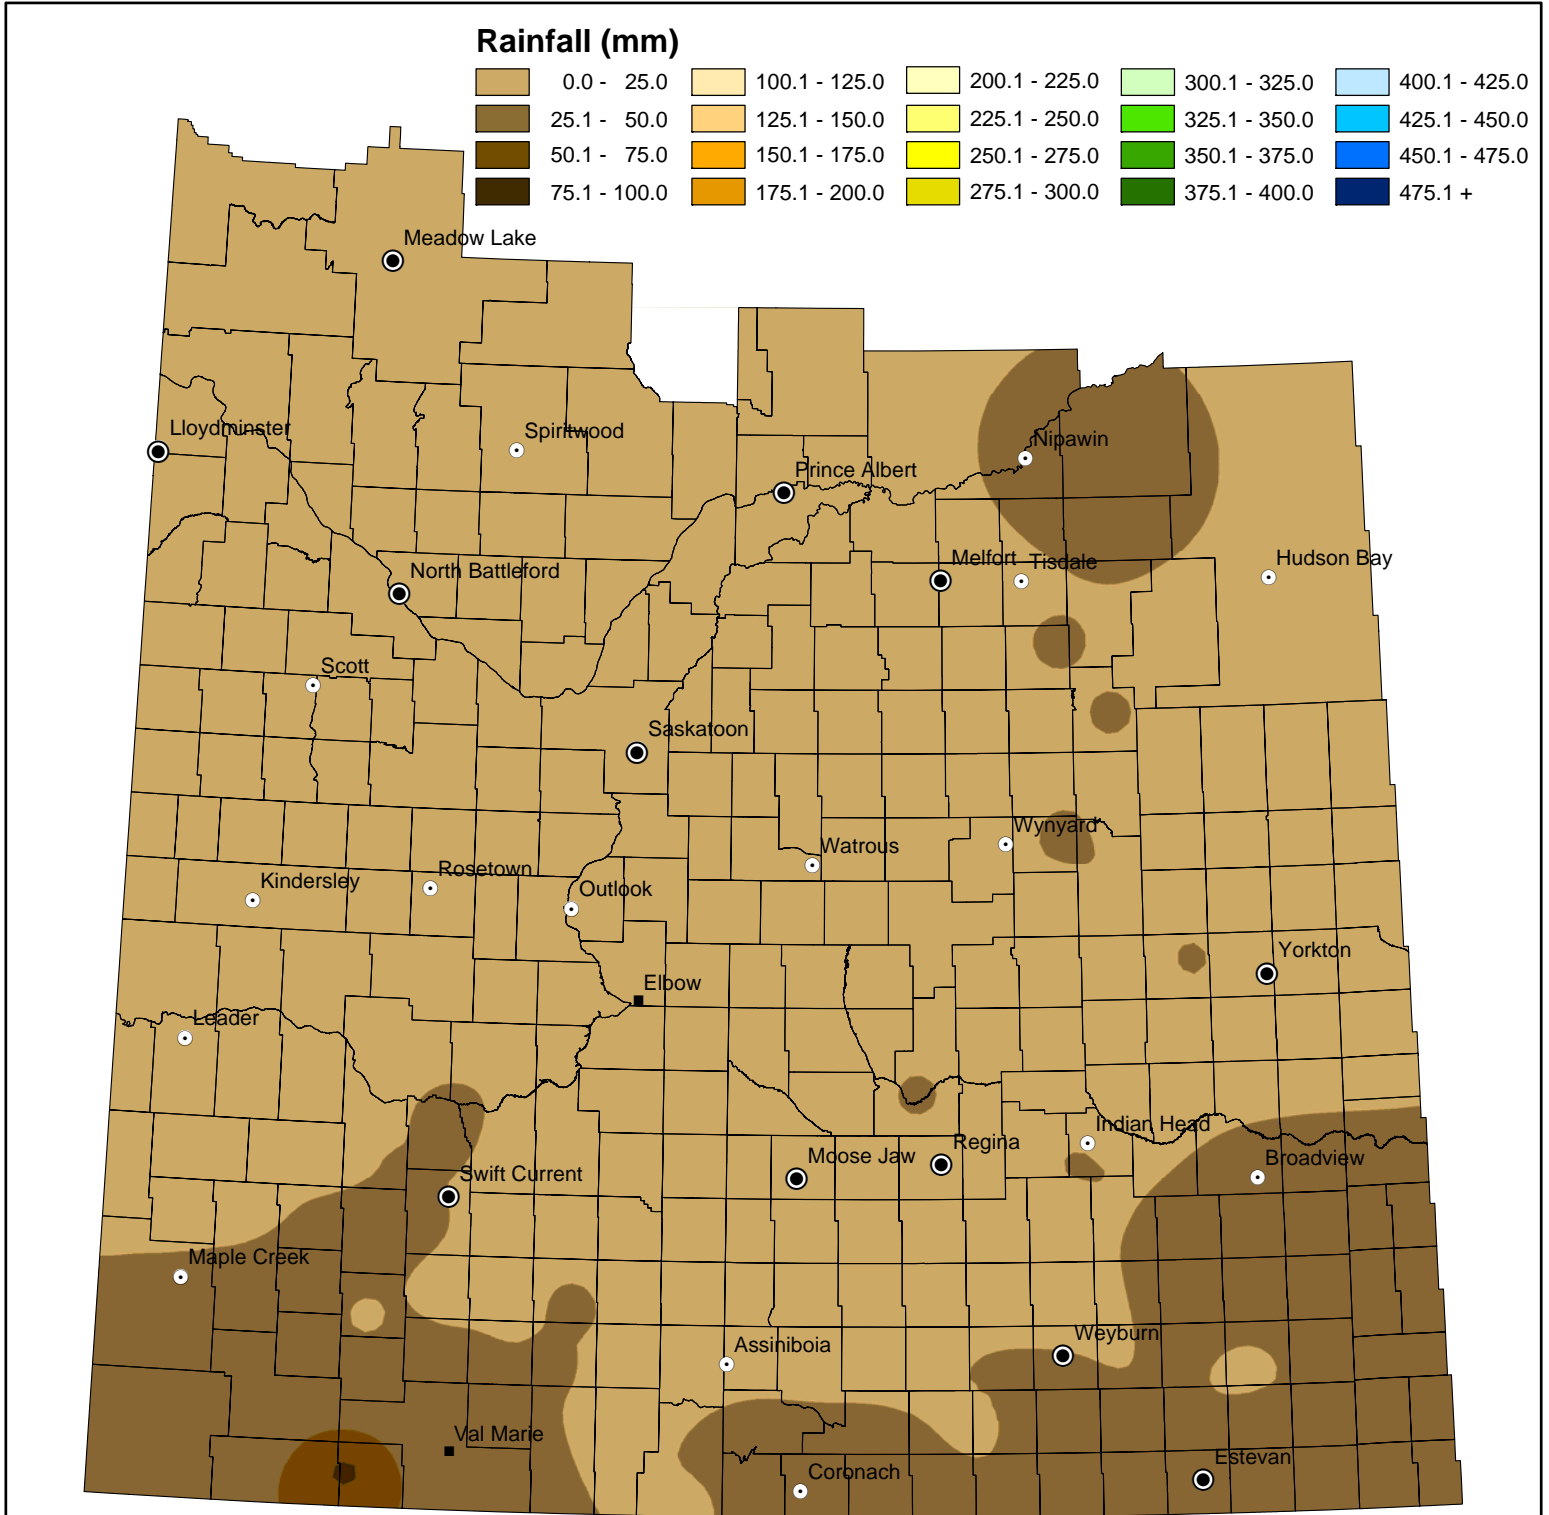 Rainfall (mm)
0.0 - 25.0 100.1 - 125.0 200.1 - 225.0 300.1 - 325.0 400.1 - 425.0
25.1 - 50.0 125.1 - 150.0 225.1 - 250.0 325.1 - 350.0 425.1 - 450.0
50.1 - 75.0 150.1 - 175.0 250.1 - 275.0 350.1 - 375.0 450.1 - 475.0
75.1 - 100.0 175.1 - 200.0 275.1 - 300.0 375.1 - 400.0 475.1 +
Meadow Lake
Lloydminster
Spiritwood
Nipawin
Prince Albert
North Battleford
Melfort
Tisdale
Hudson Bay
Scott
Saskatoon
Wynyard
Watrous
Rosetown
Kindersley
Outlook
Yorkton
Elbow
Leader
Indian Head
Regina
Moose Jaw
Broadview
Swift Current
Maple Creek
Weyburn
Assiniboia
Val Marie
Estevan
Coronach